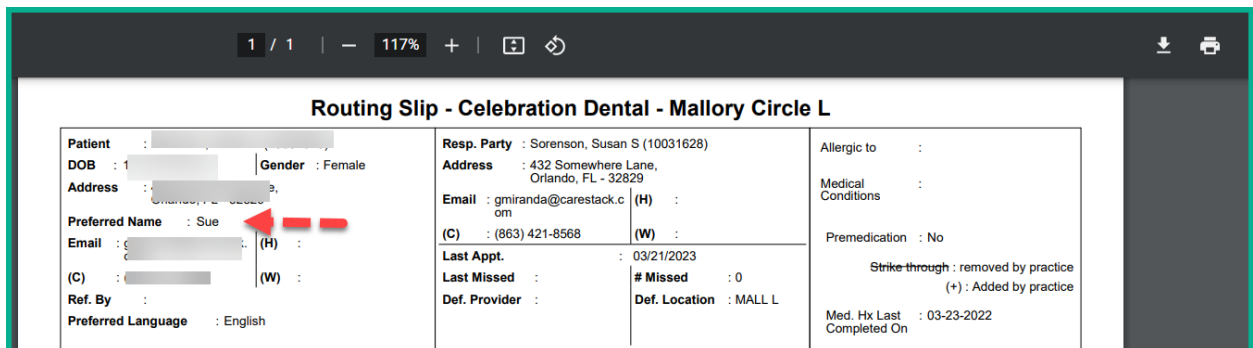 1 / 1 | — 117% + |
Routing Slip - Celebration Dental - Mallory Circle L
Patient :
DOB : 1 Gender : Female
Address :
Preferred Name : Sue
Email : (H) :
(C) : (W) :
Ref. By :
Preferred Language : English
Resp. Party : Sorenson, Susan S (10031628)
Address : 432 Somewhere Lane,
Orlando, FL - 32829
Email : gmiranda@carestack.c (H) :
om
(C) : (863) 421-8568 (W) :
Last Appt. : 03/21/2023
Last Missed : # Missed : 0
Def. Provider : Def. Location : MALL L
Allergic to :
Medical :
Conditions
Premedication : No
Strike through : removed by practice
(+) : Added by practice
Med. Hx Last : 03-23-2022
Completed On